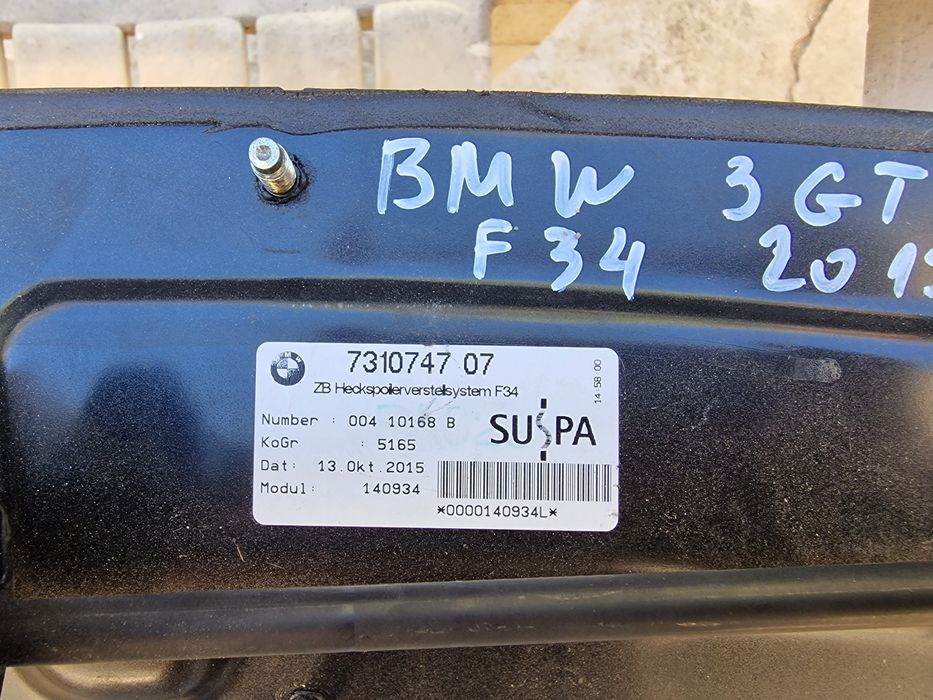 BMW 3 GT
F34 201
7310747 07
ZB Heckspoilerverstellsystem F34
14 58 00
Number : 004 10168 B
SUSPA
KoGr : 5165
Dat: 13.Okt.2015
Modul: 140934
*0000140934L*